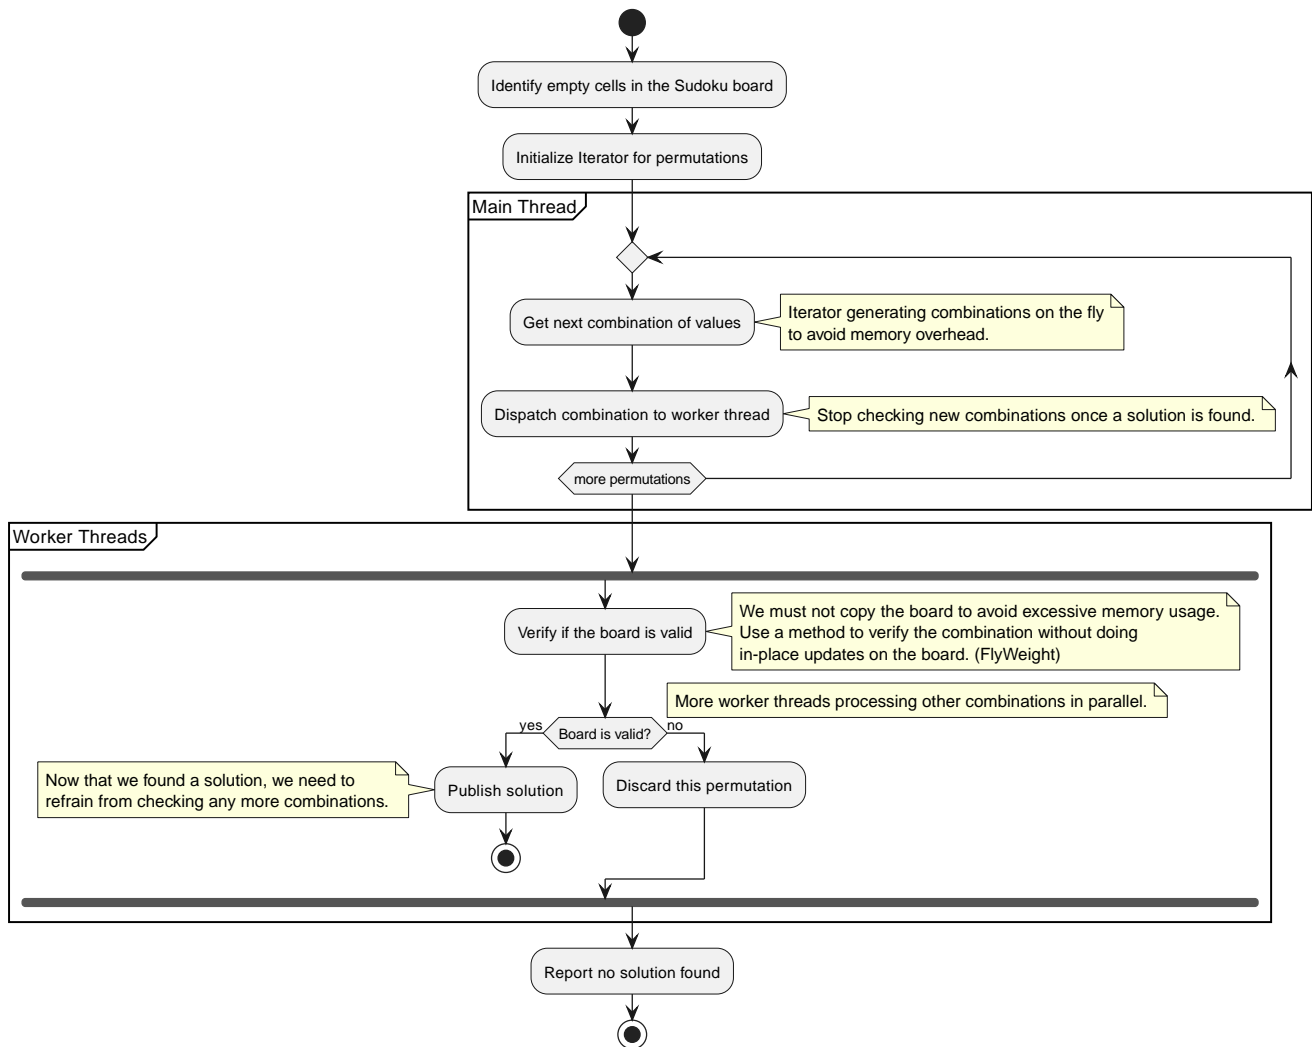 Identify empty cells in the Sudoku board
Initialize Iterator for permutations
Main Thread
Get next combination of values
Iterator generating combinations on the fly
to avoid memory overhead.
Dispatch combination to worker thread
Stop checking new combinations once a solution is found.
more permutations
Worker Threads
Verify if the board is valid
We must not copy the board to avoid excessive memory usage.
Use a method to verify the combination without doing
in-place updates on the board. (FlyWeight)
More worker threads processing other combinations in parallel.
yes
Board is valid?
no
Now that we found a solution, we need to
refrain from checking any more combinations.
Publish solution
Discard this permutation
Report no solution found